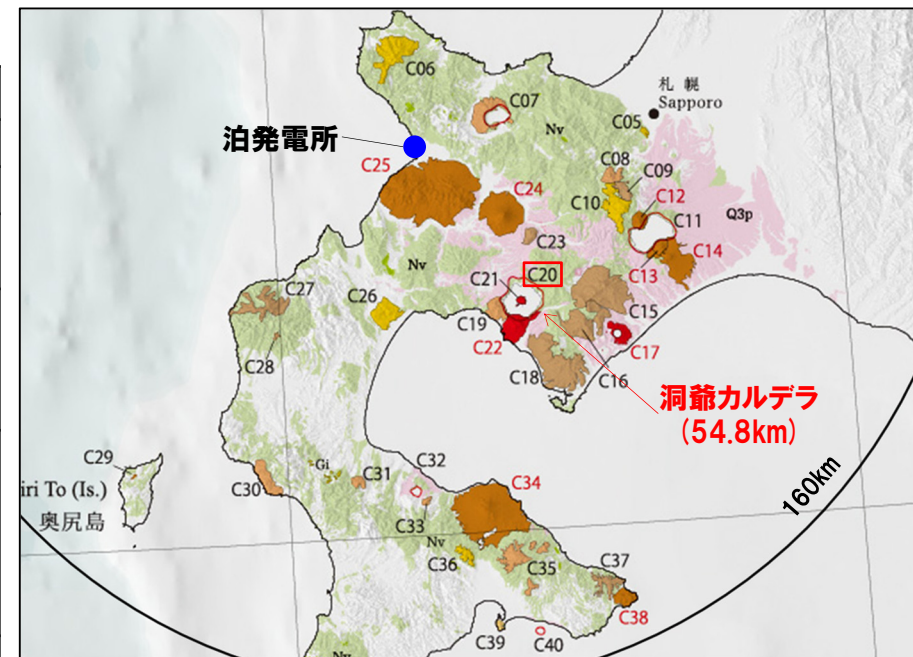 C06
C07
札 幌
Sapporo
C05
Nv
泊発電所
C25
C24
C08
C09
C10
C12
C11
Q3p
C23
C13
C14
Nv
C21
C20
C27
C26
C19
C22
C15
C17
C28
C18
C16
洞爺カルデラ
(54.8km)
C29
iri To (Is.)
奥尻島
C30
Gi
C31
C32
C33
C34
160km
Nv
C36
C35
C37
C38
C39
C40
Nv